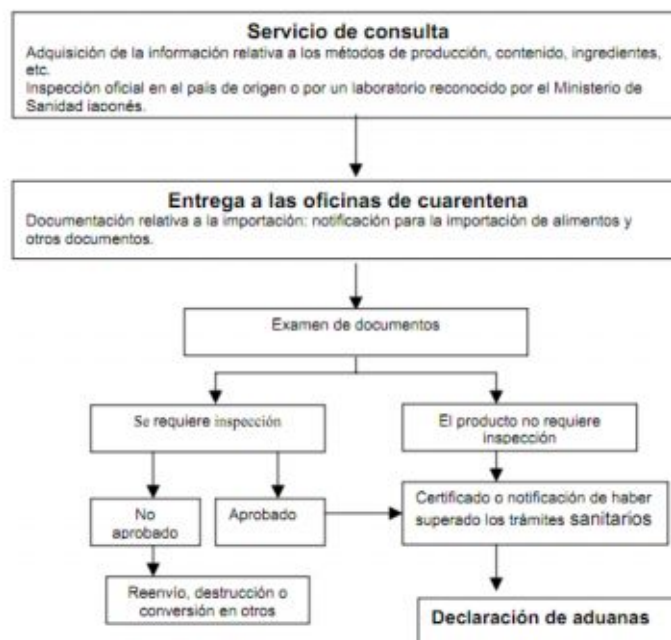 Servicio de consulta
Adquisición de la información relativa a los métodos de producción, contenido, ingredientes,
etc.
Inspección oficial en el país de origen o por un laboratorio reconocido por el Ministerio de
Sanidad japonés.
Entrega a las oficinas de cuarentena
Documentación relativa a la importación: notificación para la importación de alimentos y
otros documentos.
Examen de documentos
Se requiere inspección
El producto no requiere
inspección
No
aprobado
Aprobado
Certificado o notificación de haber
superado los trámites sanitarios
Reenvío, destrucción o
conversión en otros
Declaración de aduanas